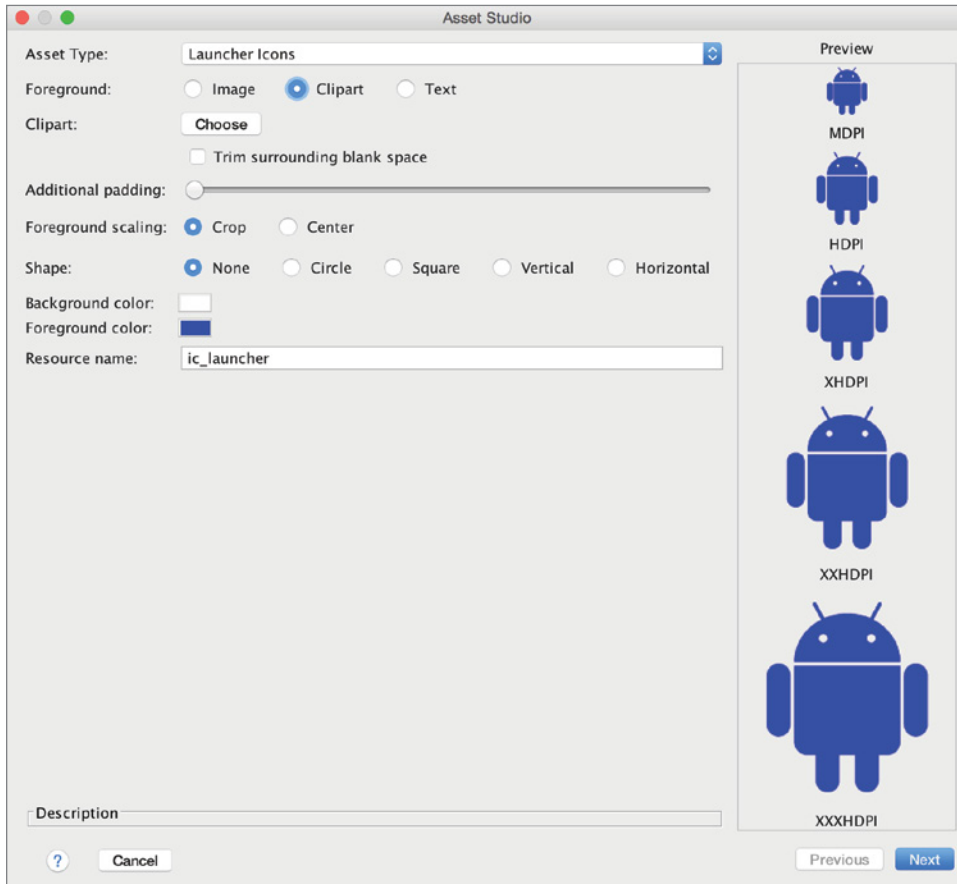 Asset Studio
Asset Type: Launcher Icons
Foreground: Image Clipart Text
Clipart: Choose
Trim surrounding blank space
Additional padding:
Foreground scaling: Crop Center
Shape: None Circle Square Vertical Horizontal
Background color:
Foreground color:
Resource name: ic_launcher
Preview
MDPI
HDPI
XHDPI
XXHDPI
XXXHDPI
Description
? Cancel Previous Next